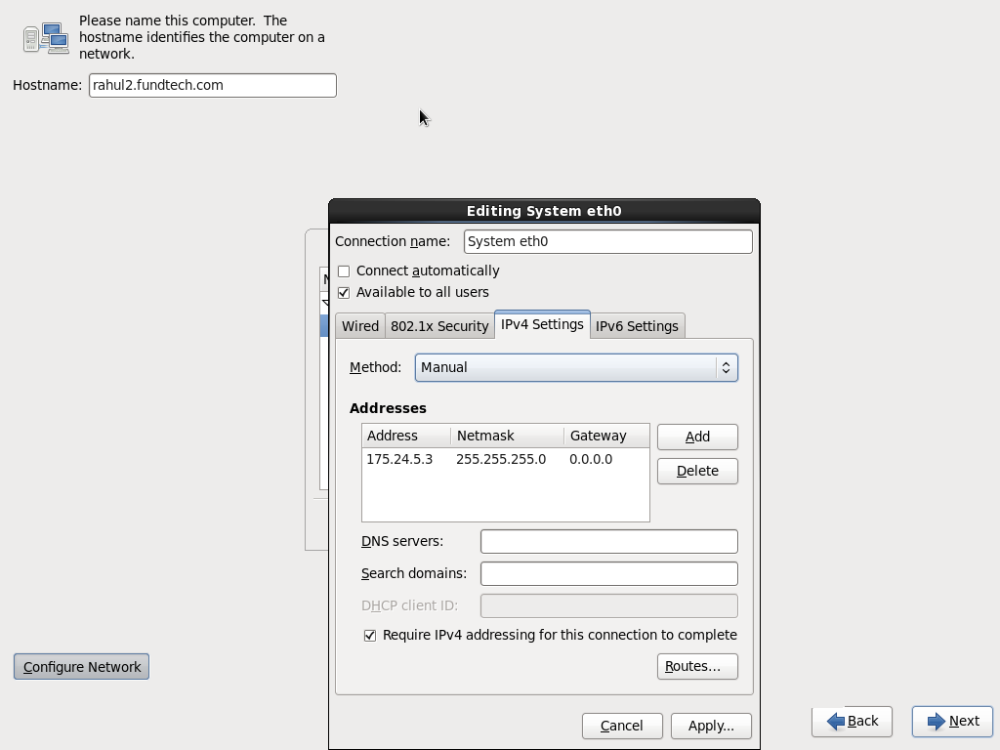 Please name this computer.  The
hostname identifies the computer on a
network.
Hostname: rahul2.fundtech.com
Editing System eth0
Connection name: System eth0
Connect automatically
Available to all users
Wired 802.1x Security IPv4 Settings IPv6 Settings
Method: Manual
Addresses
Address Netmask Gateway Add
175.24.5.3 255.255.255.0 0.0.0.0
Delete
DNS servers:
Search domains:
DHCP client ID:
Require IPv4 addressing for this connection to complete
Configure Network Routes...
Cancel Apply... Back Next